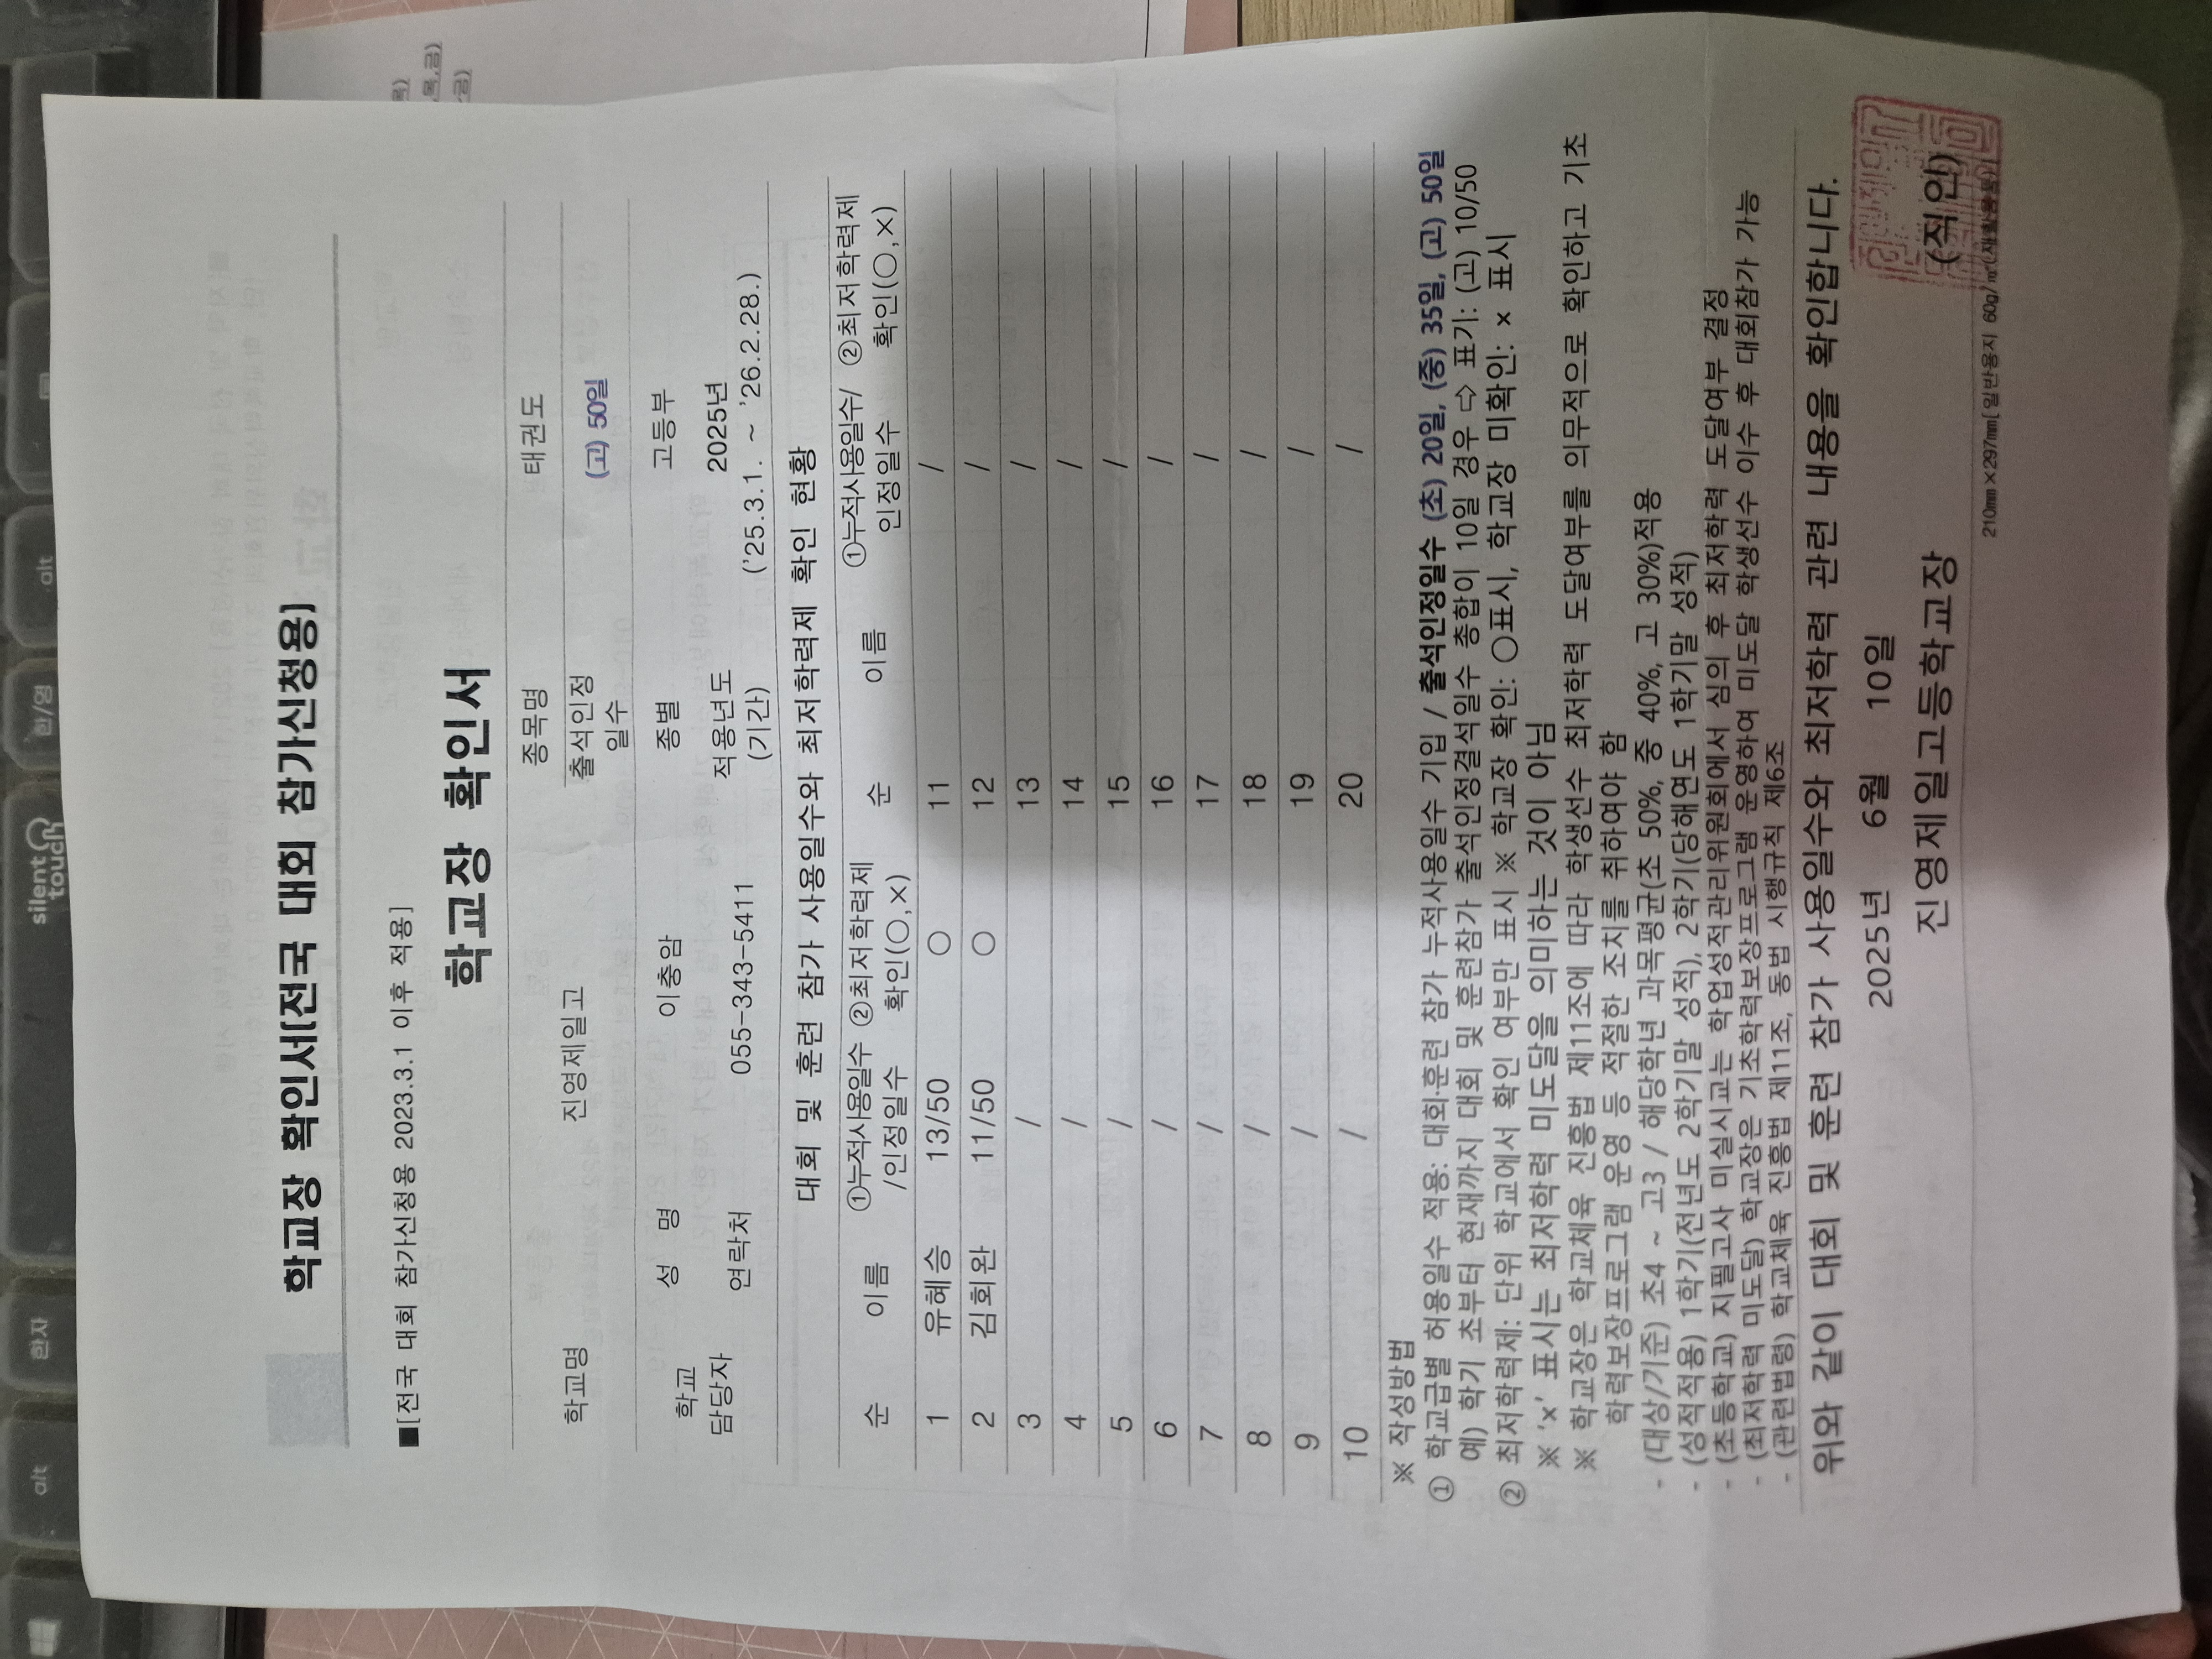 학교장 확인서[전국 대회 참가신청용]
■[전국 대회 참가신청용 2023.3.1 이후 적용]
학교장 확인서
학교명 진영제일고 종목명 태권도
출석인정 일수 (고) 50일
학교 담당자 성 명 이충암 종별 고등부
연락처 055-343-5411 적용년도 (기간) 2025년 ('25.3.1. ~ '26.2.28.)
대회 및 훈련 참가 사용일수와 최저학력제 확인 현황
순 이름 ①누적사용일수 /인정일수 ②최저학력제 확인(○,×) 순 이름 ①누적사용일수/ 인정일수 ②최저학력제 확인(○,×)
1 유혜승 13/50 ○ 11 /
2 김회완 11/50 ○ 12 /
3 / 13 /
4 / 14 /
5 / 15 /
6 / 16 /
7 / 17 /
8 / 18 /
9 / 19 /
10 / 20 /
※ 작성방법
① 학교급별 허용일수 적용: 대회·훈련 참가 누적사용일수 기입 / 출석인정일수 (초) 20일, (중) 35일, (고) 50일
예) 학기 초부터 현재까지 대회 및 훈련참가 출석인정결석일수 총합이 10일 경우 ⇨ 표기: (고) 10/50
② 최저학력제: 단위 학교에서 확인 여부만 표시 ※ 학교장 확인: ○표시, 학교장 미확인: × 표시
※ 'x' 표시는 최저학력 미도달을 의미하는 것이 아님
※ 학교장은 학교체육 진흥법 제11조에 따라 학생선수 최저학력 도달여부를 의무적으로 확인하고 기초
학력보장프로그램 운영 등 적절한 조치를 취하여야 함
- (대상/기준) 초4 ~ 고3 / 해당학년 과목평균(초 50%, 중 40%, 고 30%)적용
- (성적적용) 1학기(전년도 2학기말 성적), 2학기(당해연도 1학기말 성적)
- (초등학교) 지필고사 미실시교는 학업성적관리위원회에서 심의 후 최저학력 도달여부 결정
- (최저학력 미도달) 학교장은 기초학력보장프로그램 운영하여 미도달 학생선수 이수 후 대회참가 가능
- (관련법령) 학교체육 진흥법 제11조, 동법 시행규칙 제6조
위와 같이 대회 및 훈련 참가 사용일수와 최저학력 관련 내용을 확인합니다.
2025년 6월 10일
진영제일고등학교장 (직인)
210㎜×297㎜[일반용지 60g/㎡(재활용품)]
silent touch
alt
한자
한/영
alt